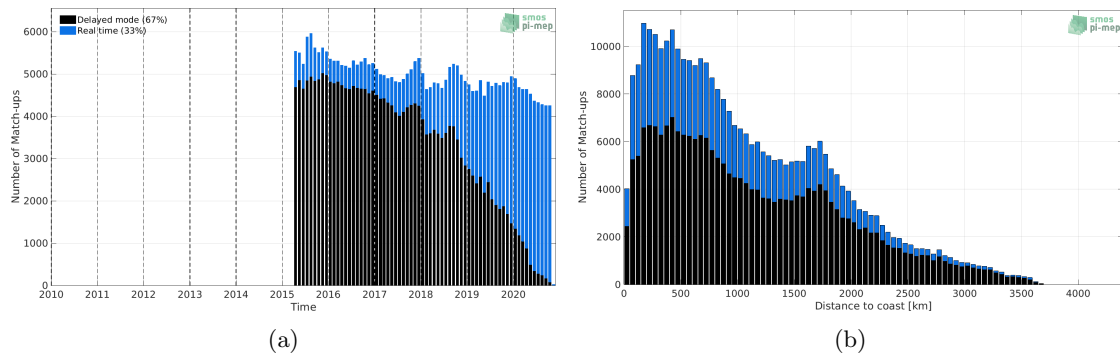 Delayed mode (67%)
Real time (33%)
smos
pi-mep
Number of Match-ups
6000
5000
4000
3000
2000
1000
0
2010 2011 2012 2013 2014 2015 2016 2017 2018 2019 2020
Time
(a)
smos
pi-mep
Number of Match-ups
10000
8000
6000
4000
2000
0
0 500 1000 1500 2000 2500 3000 3500 4000
Distance to coast [km]
(b)